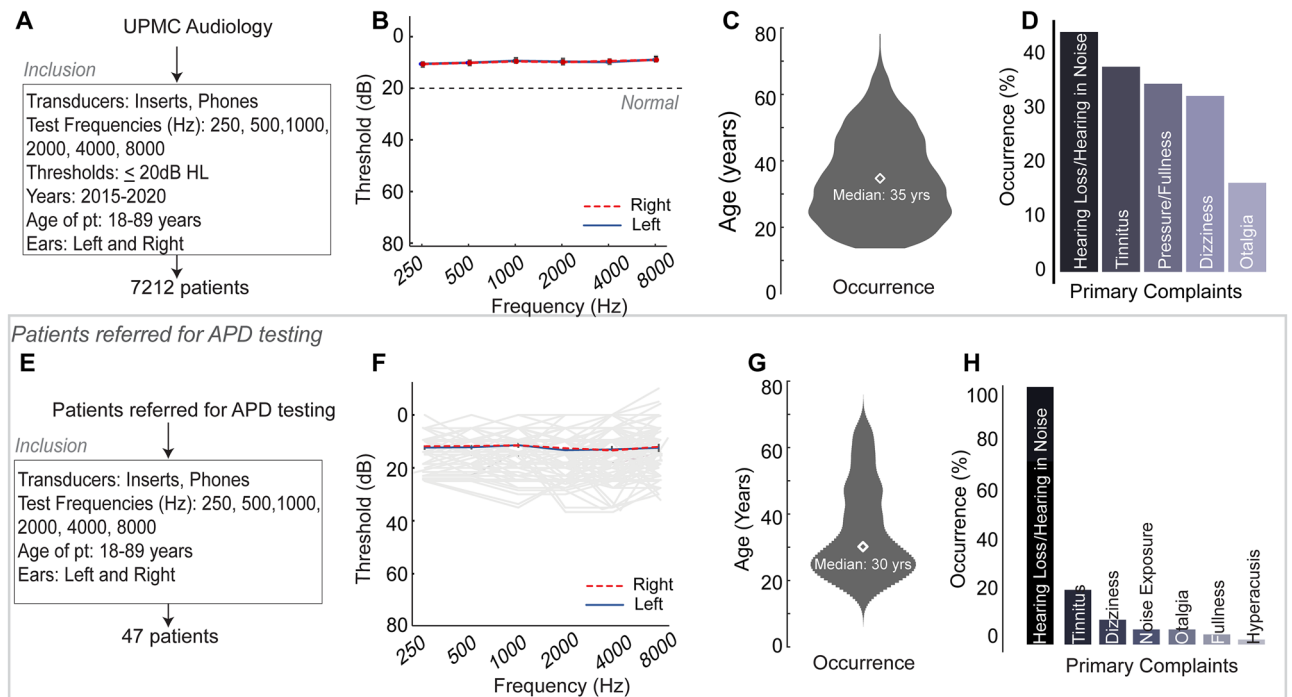 A
UPMC Audiology
Inclusion
Transducers: Inserts, Phones
Test Frequencies (Hz): 250, 500,1000,
2000, 4000, 8000
Thresholds: < 20dB HL
Years: 2015-2020
Age of pt: 18-89 years
Ears: Left and Right
7212 patients
B
Threshold (dB)
0
20
40
60
80
Normal
Right
Left
250
500
1000
2000
4000
8000
Frequency (Hz)
C
Age (years)
80
60
40
20
0
Median: 35 yrs
Occurrence
D
Occurrence (%)
40
30
20
10
0
Hearing Loss/Hearing in Noise
Tinnitus
Pressure/Fullness
Dizziness
Otalgia
Primary Complaints
Patients referred for APD testing
E
Patients referred for APD testing
Inclusion
Transducers: Inserts, Phones
Test Frequencies (Hz): 250, 500,1000,
2000, 4000, 8000
Age of pt: 18-89 years
Ears: Left and Right
47 patients
F
Threshold (dB)
0
20
40
60
80
Right
Left
250
500
1000
2000
4000
8000
Frequency (Hz)
G
Age (Years)
80
60
40
20
0
Median: 30 yrs
Occurrence
H
Occurrence (%)
100
80
60
40
20
0
Hearing Loss/Hearing in Noise
Tinnitus
Dizziness
Noise Exposure
Otalgia
Fullness
Hyperacusis
Primary Complaints